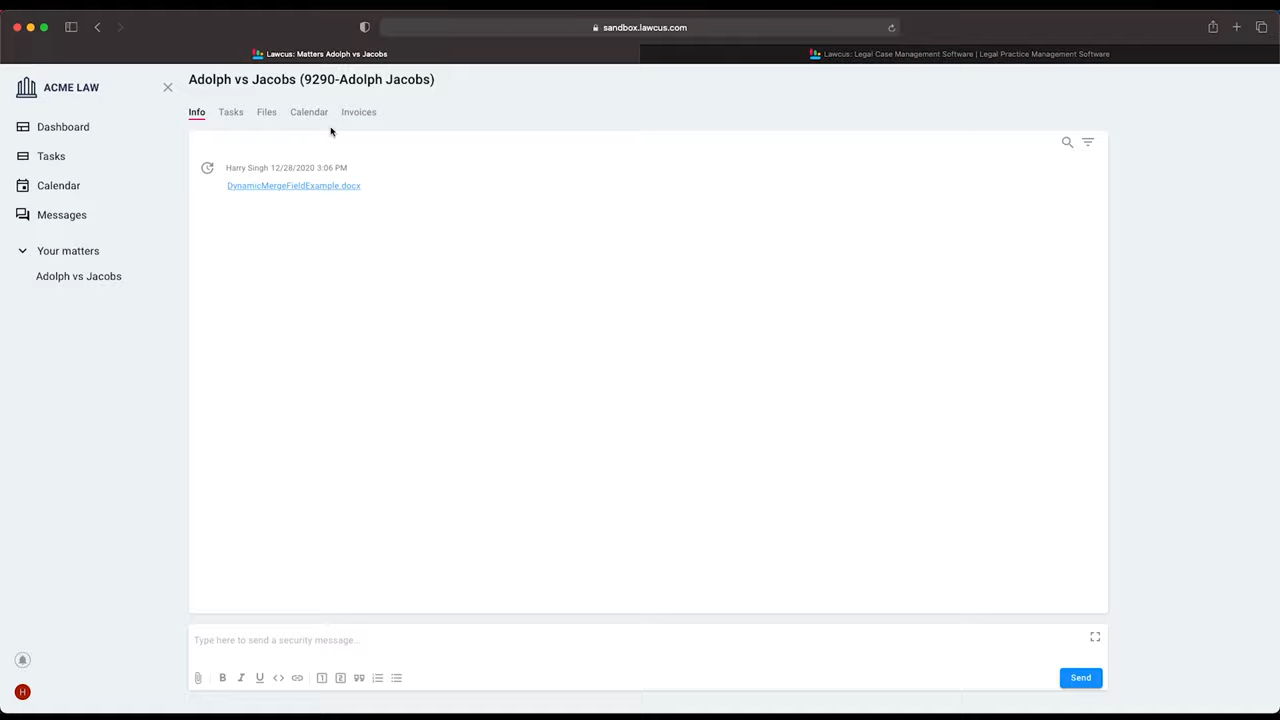 sandbox.lawcus.com
Lawcus: Matters Adolph vs Jacobs
Lawcus: Legal Case Management Software | Legal Practice Management Software
ACME LAW
Adolph vs Jacobs (9290-Adolph Jacobs)
Info Tasks Files Calendar Invoices
Dashboard
Tasks
Calendar
Messages
Your matters
Adolph vs Jacobs
Harry Singh 12/28/2020 3:06 PM
DynamicMergeFieldExample.docx
Type here to send a security message...
B I U 1 2
Send
H